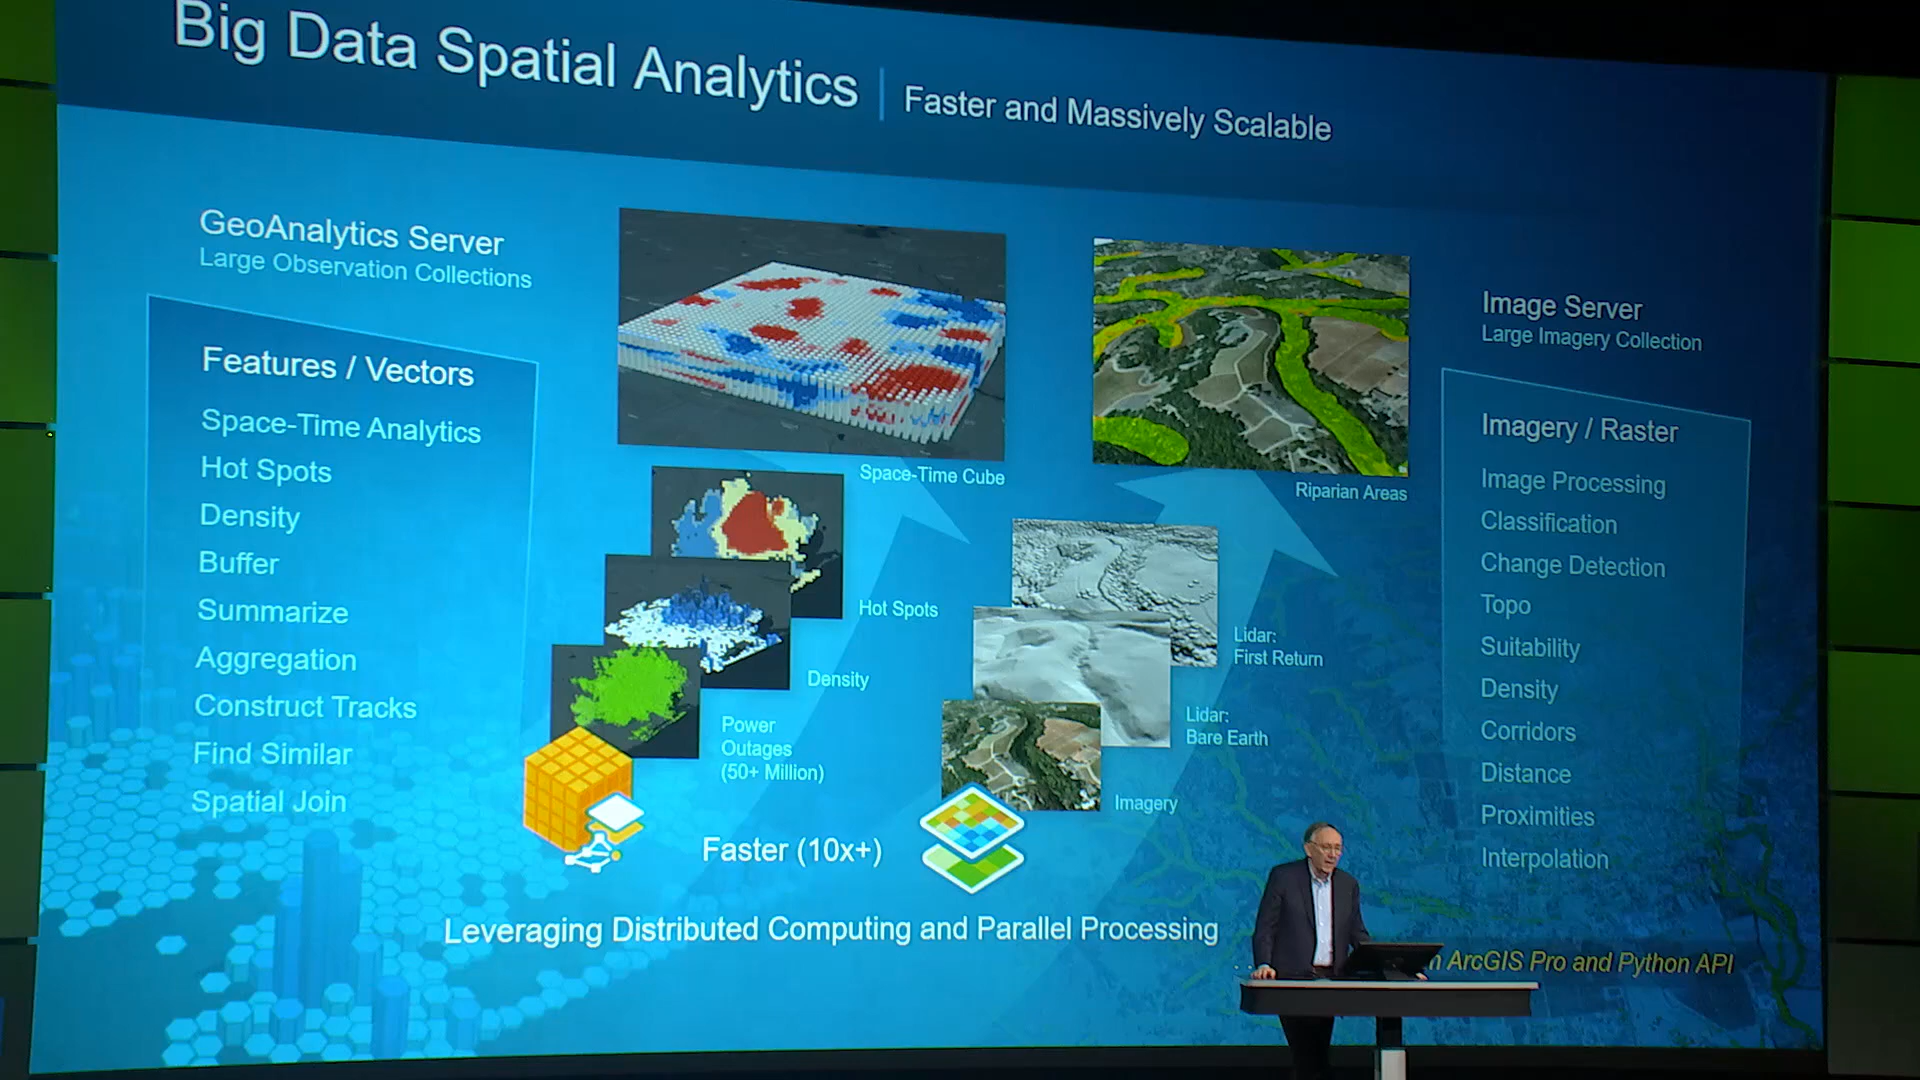 Big Data Spatial Analytics
Faster and Massively Scalable
GeoAnalytics Server
Large Observation Collections
Features / Vectors
Space-Time Analytics
Hot Spots
Density
Buffer
Summarize
Aggregation
Construct Tracks
Find Similar
Spatial Join
Space-Time Cube
Hot Spots
Density
Power
Outages
(50+ Million)
Faster (10x+)
Riparian Areas
Lidar:
First Return
Lidar:
Bare Earth
Imagery
Image Server
Large Imagery Collection
Imagery / Raster
Image Processing
Classification
Change Detection
Topo
Suitability
Density
Corridors
Distance
Proximities
Interpolation
Leveraging Distributed Computing and Parallel Processing
ArcGIS Pro and Python API